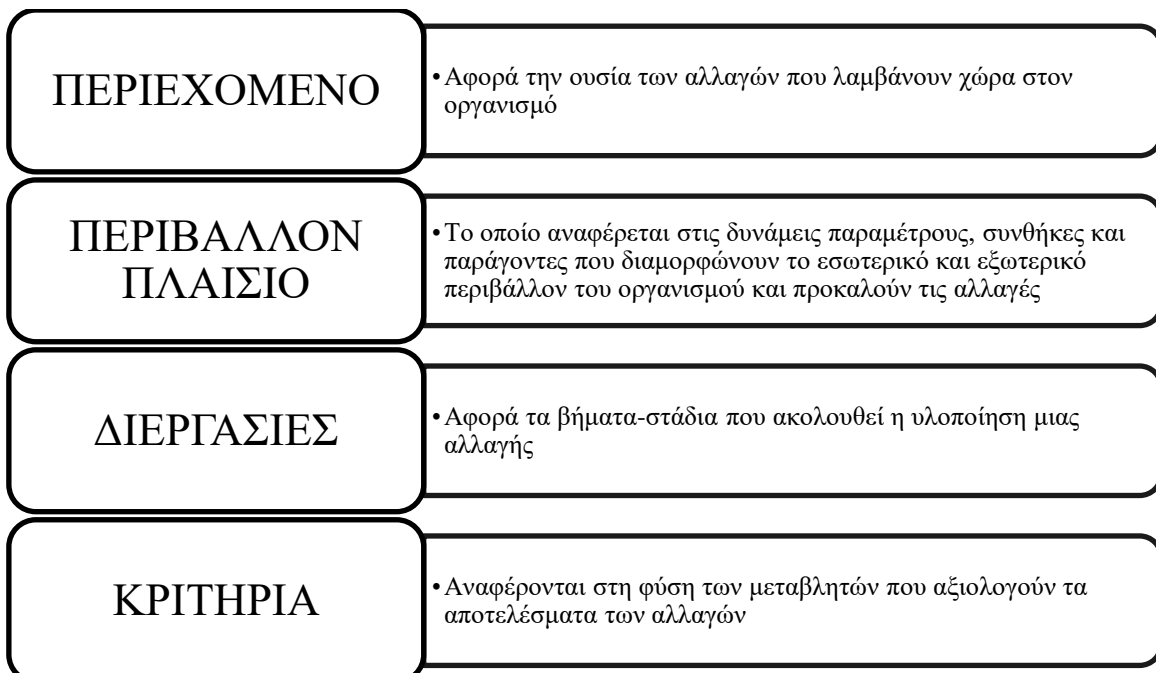 ΠΕΡΙΕΧΟΜΕΝΟ
•Αφορά την ουσία των αλλαγών που λαμβάνουν χώρα στον
οργανισμό
ΠΕΡΙΒΑΛΛΟΝ
ΠΛΑΙΣΙΟ
•Το οποίο αναφέρεται στις δυνάμεις παραμέτρους, συνθήκες και
παράγοντες που διαμορφώνουν το εσωτερικό και εξωτερικό
περιβάλλον του οργανισμού και προκαλούν τις αλλαγές
ΔΙΕΡΓΑΣΙΕΣ
•Αφορά τα βήματα-στάδια που ακολουθεί η υλοποίηση μιας
αλλαγής
ΚΡΙΤΗΡΙΑ
•Αναφέρονται στη φύση των μεταβλητών που αξιολογούν τα
αποτελέσματα των αλλαγών